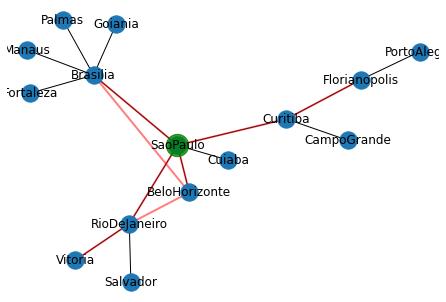 Palmas
Goiania
Manaus
Brasilia
Fortaleza
PortoAleg
Florianopolis
Curitiba
CampoGrande
SaoPaulo
Cuiaba
BeloHorizonte
RioDeJaneiro
Vitoria
Salvador